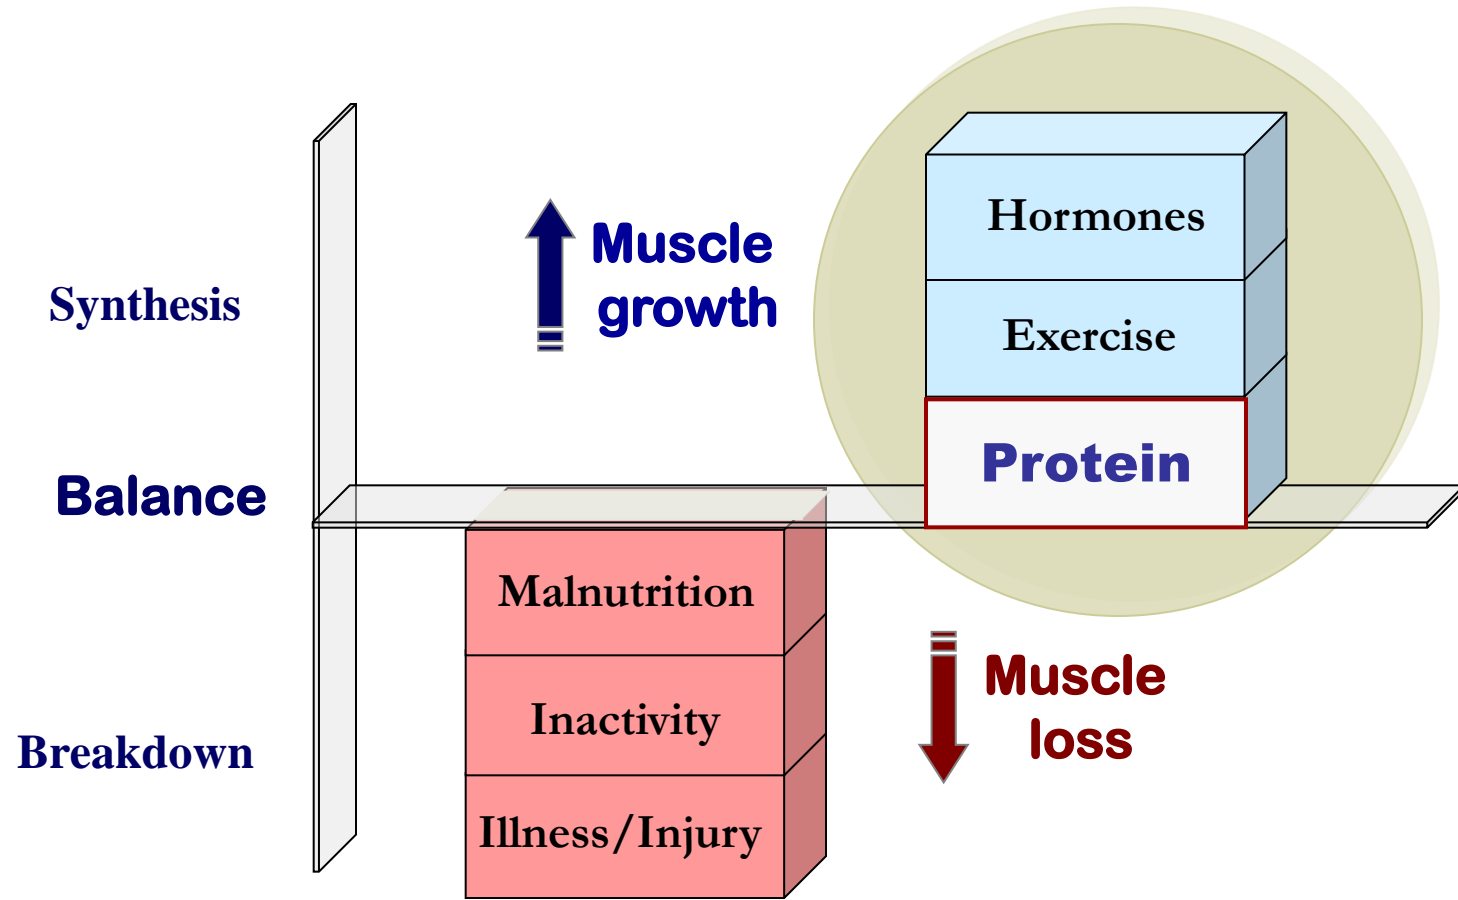 Synthesis
Balance
Breakdown
Muscle
growth
Hormones
Exercise
Protein
Malnutrition
Inactivity
Illness/Injury
Muscle
loss